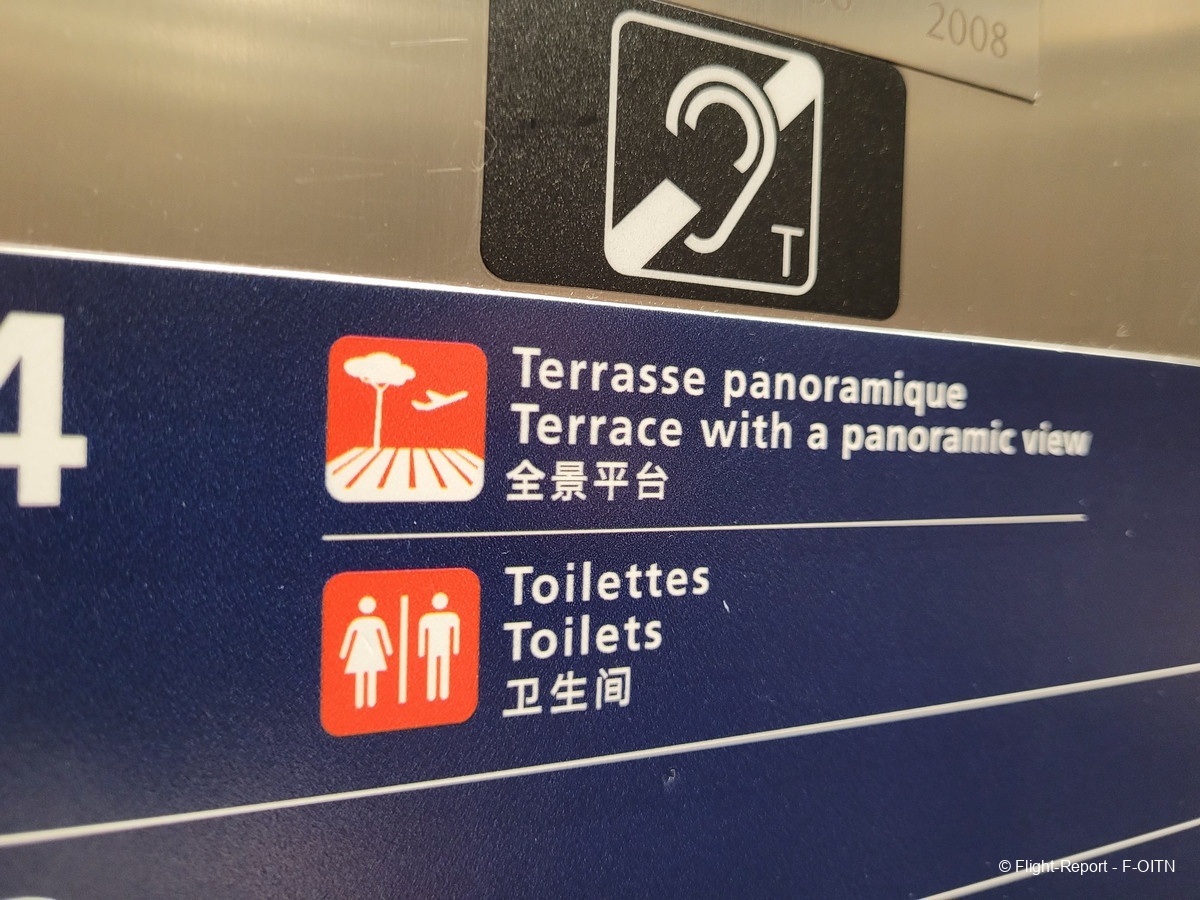 2008
T
4
Terrasse panoramique
Terrace with a panoramic view
全景平台
Toilettes
Toilets
卫生间
© Flight-Report - F-OITN